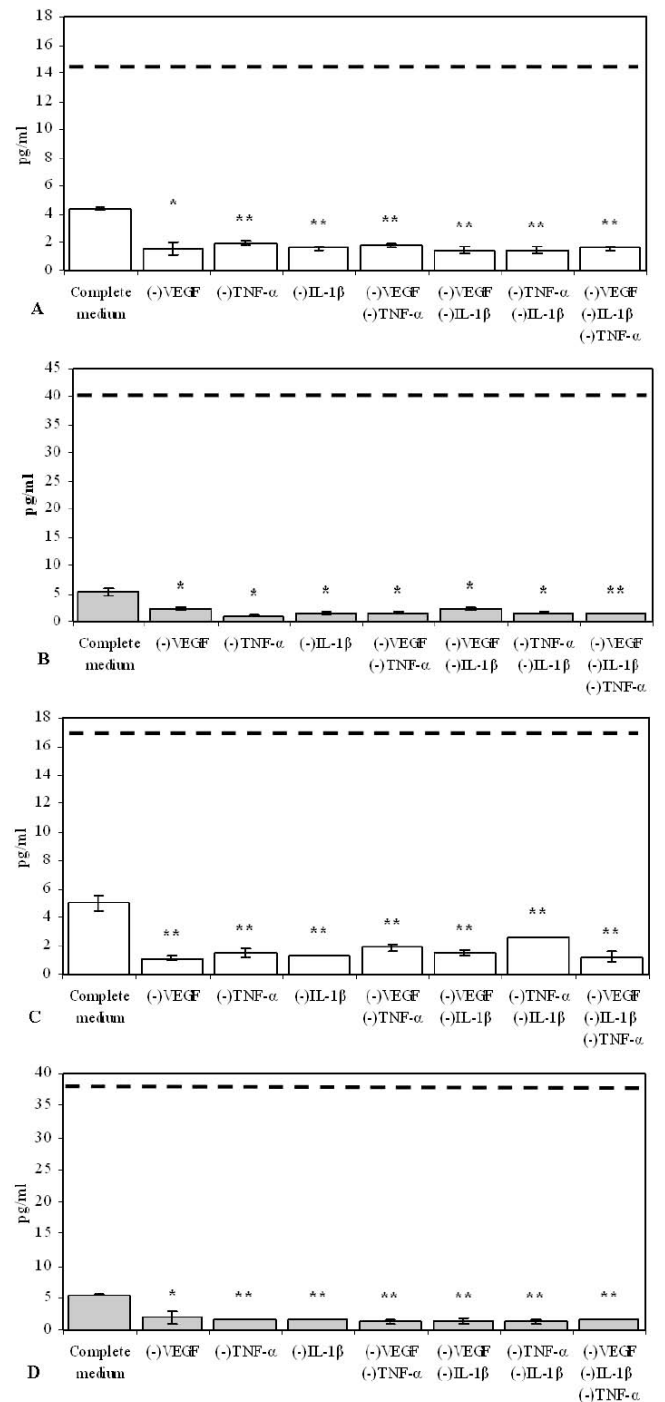 18
16
14
12
10
8
6
4
2
0
pg/ml
* ** ** ** ** ** **
Complete medium (-)VEGF (-)TNF-α (-)IL-1β (-)VEGF (-)VEGF (-)TNF-α (-)VEGF
(-)TNF-α (-)IL-1β (-)IL-1β (-)IL-1β
(-)TNF-α
A
45
40
35
30
25
20
15
10
5
0
pg/ml
* * * * * * **
Complete medium (-)VEGF (-)TNF-α (-)IL-1β (-)VEGF (-)VEGF (-)TNF-α (-)VEGF
(-)TNF-α (-)IL-1β (-)IL-1β (-)IL-1β
(-)TNF-α
B
18
16
14
12
10
8
6
4
2
0
pg/ml
** ** ** ** ** ** **
Complete medium (-)VEGF (-)TNF-α (-)IL-1β (-)VEGF (-)VEGF (-)TNF-α (-)VEGF
(-)TNF-α (-)IL-1β (-)IL-1β (-)IL-1β
(-)TNF-α
C
40
35
30
25
20
15
10
5
0
pg/ml
* ** ** ** ** ** **
Complete medium (-)VEGF (-)TNF-α (-)IL-1β (-)VEGF (-)VEGF (-)TNF-α (-)VEGF
(-)TNF-α (-)IL-1β (-)IL-1β (-)IL-1β
(-)TNF-α
D